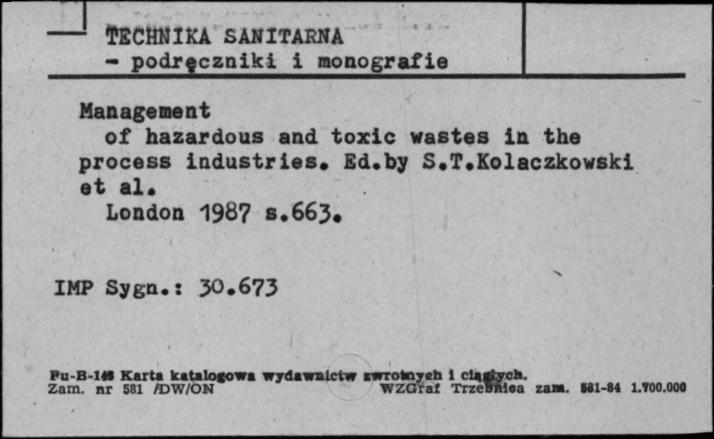 TECHNIKA SANITARNA
- podręczniki i monografie
Management
of hazardous and toxic wastes in the
process industries. Ed.by S.T.Kolaczkowski
et al.
London 1987 s.663.
IMP Sygn.: 30.673
Karta katalogowa wydawnictw zwrotnych i ciągłych.
Zam. nr 581 /DW/ON WZGraf Trzebnica zam. 581-84 1.700.000